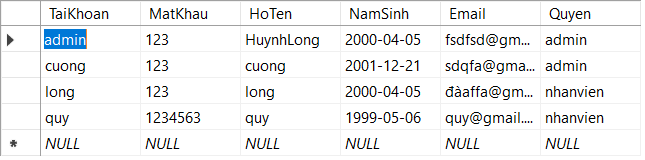 TaiKhoan MatKhau HoTen NamSinh Email Quyen
admin 123 HuynhLong 2000-04-05 fsdfsd@gm... admin
cuong 123 cuong 2001-12-21 sdqfa@gma... admin
long 123 long 2000-04-05 đàaffa@gm... nhanvien
quy 1234563 quy 1999-05-06 quy@gmail.... nhanvien
NULL NULL NULL NULL NULL NULL